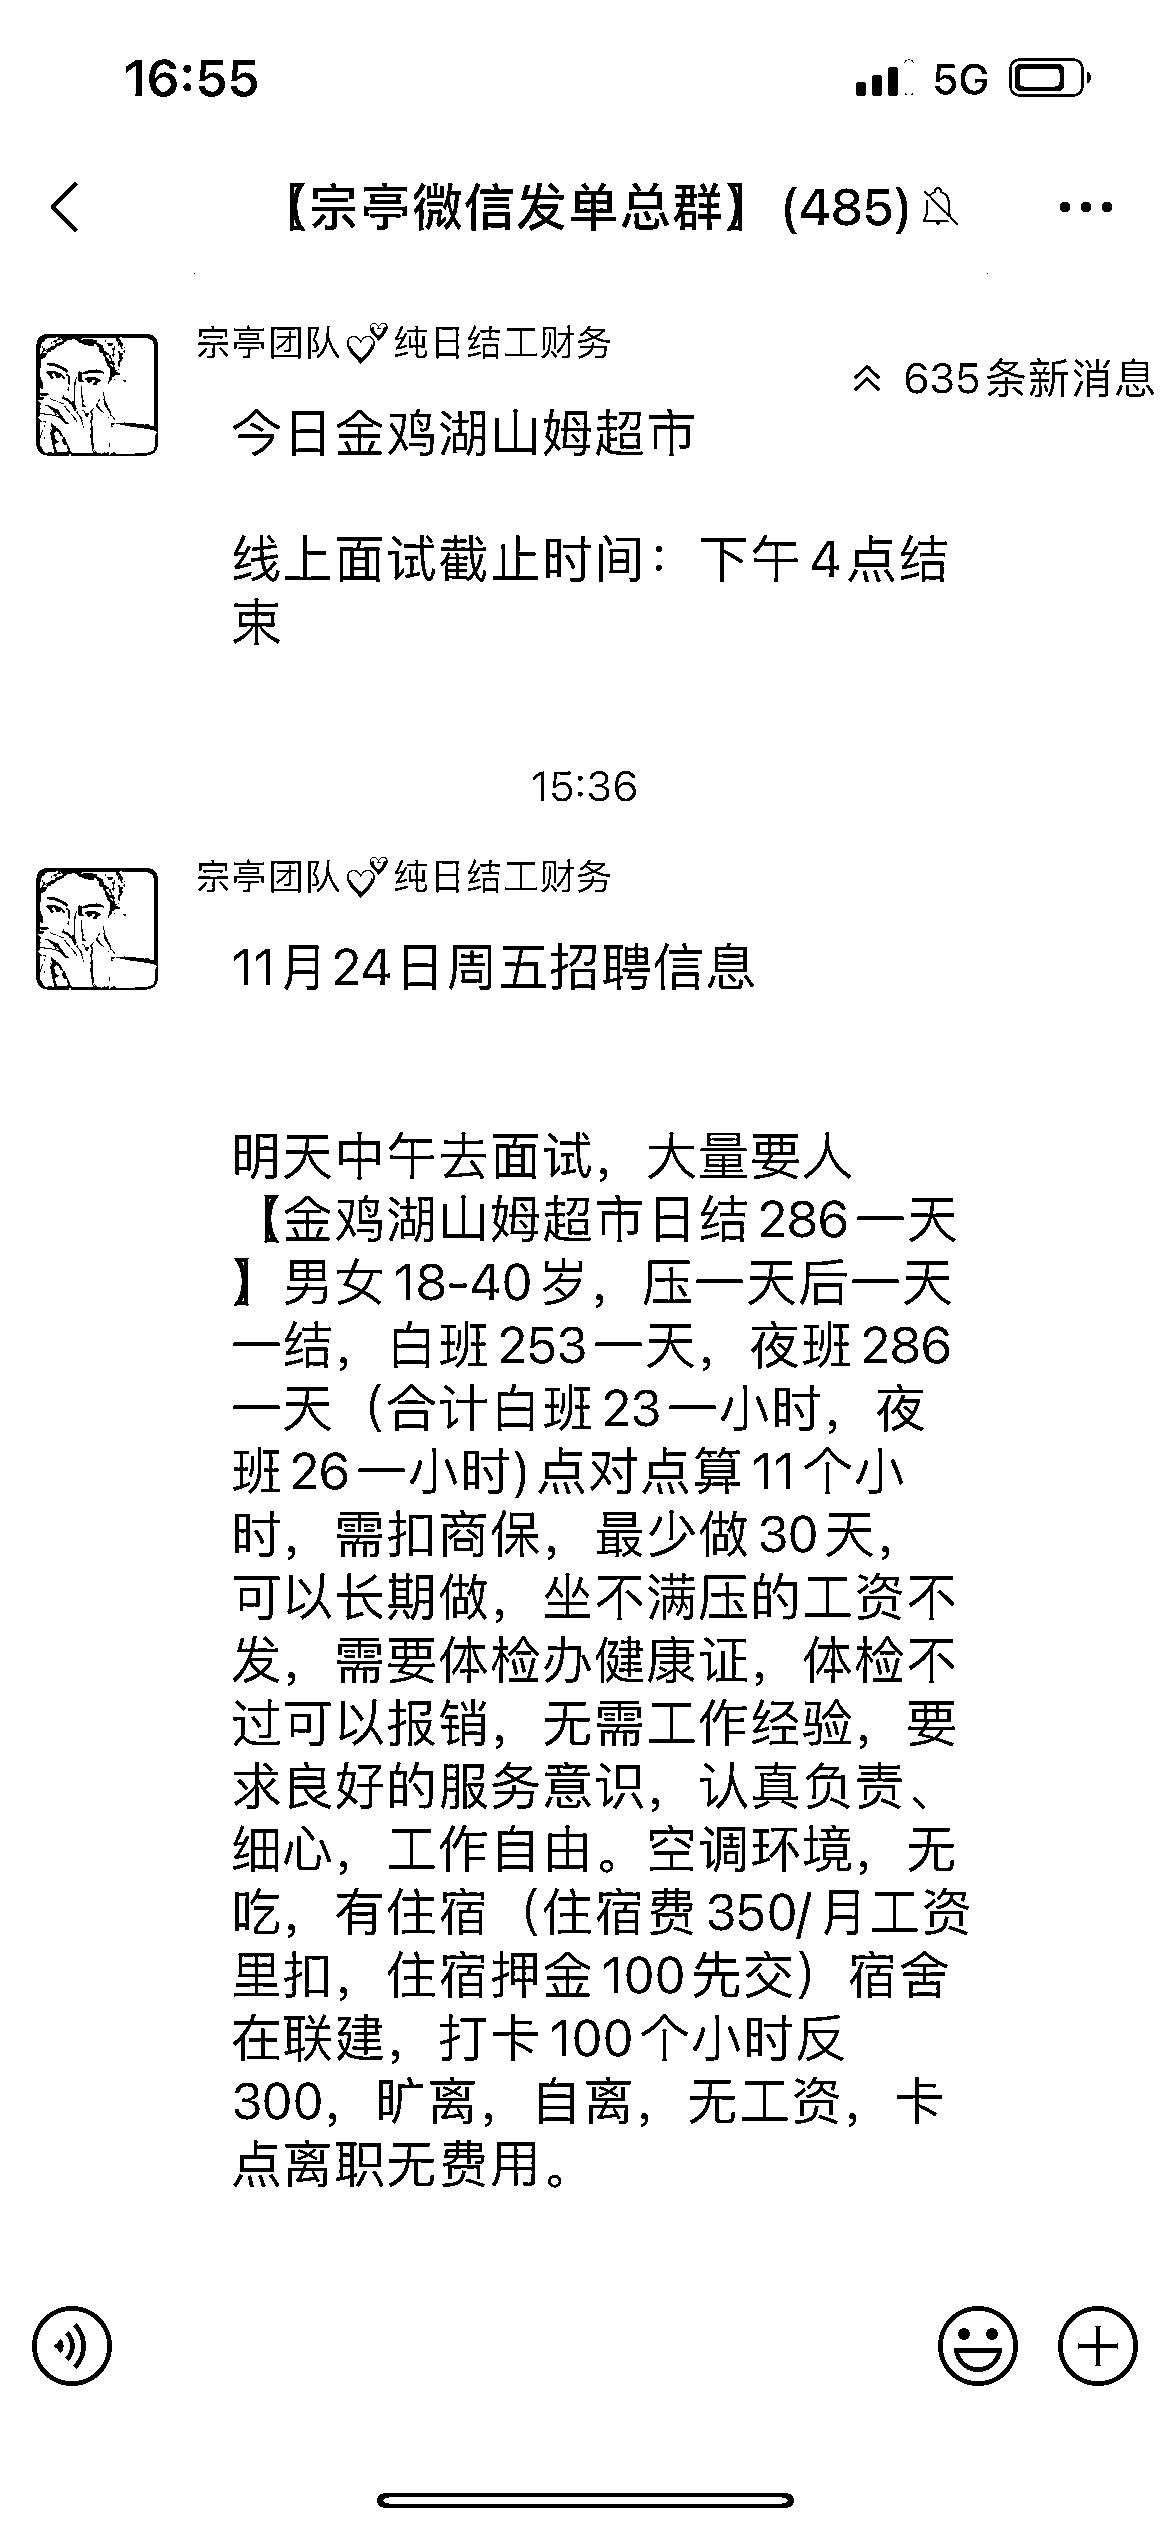 16:55
5G
【宗亭微信发单总群】(485)
宗亭团队💕纯日结工财务
635条新消息
今日金鸡湖山姆超市
线上面试截止时间：下午4点结
束
15:36
宗亭团队💕纯日结工财务
11月24日周五招聘信息
明天中午去面试，大量要人
【金鸡湖山姆超市日结286一天
】男女18-40岁，压一天后一天
一结，白班253一天，夜班286
一天（合计白班23一小时，夜
班26一小时)点对点算11个小
时，需扣商保，最少做30天，
可以长期做，坐不满压的工资不
发，需要体检办健康证，体检不
过可以报销，无需工作经验，要
求良好的服务意识，认真负责、
细心，工作自由。空调环境，无
吃，有住宿（住宿费350/月工资
里扣，住宿押金100先交）宿舍
在联建，打卡100个小时反
300，旷离，自离，无工资，卡
点离职无费用。